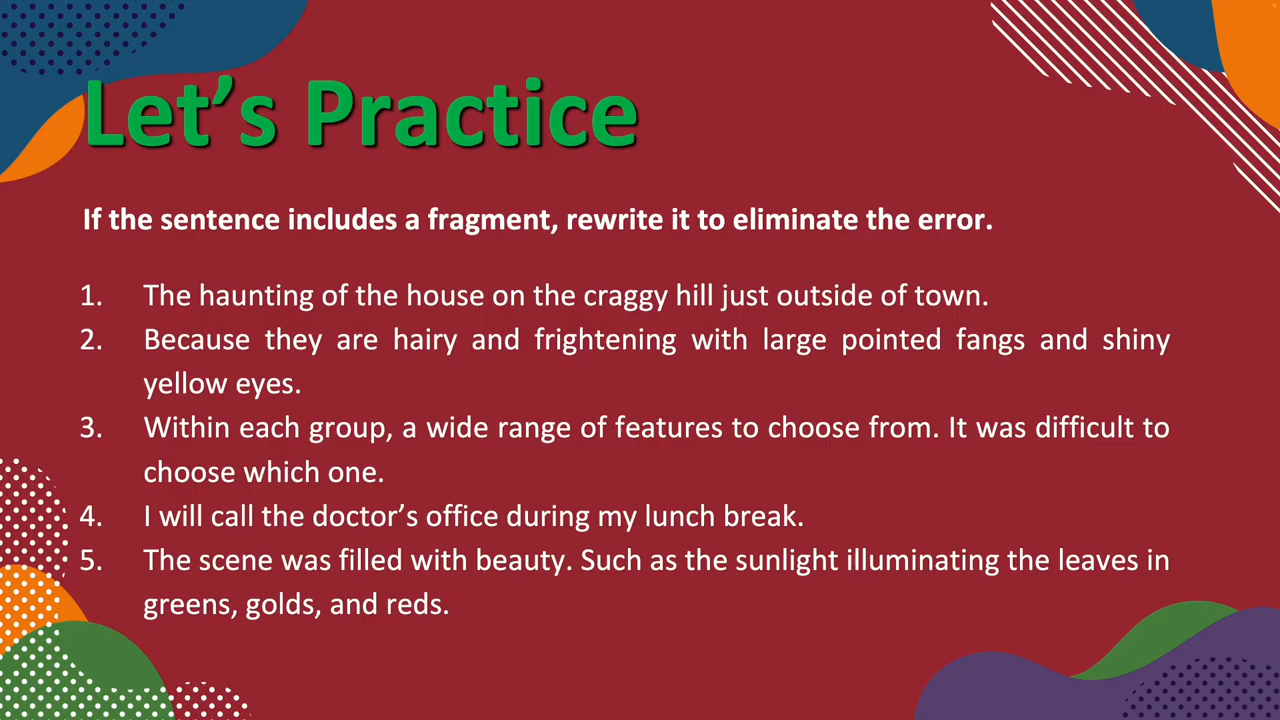 Let’s Practice
If the sentence includes a fragment, rewrite it to eliminate the error.
1. The haunting of the house on the craggy hill just outside of town.
2. Because they are hairy and frightening with large pointed fangs and shiny
yellow eyes.
3. Within each group, a wide range of features to choose from. It was difficult to
choose which one.
4. I will call the doctor’s office during my lunch break.
5. The scene was filled with beauty. Such as the sunlight illuminating the leaves in
greens, golds, and reds.